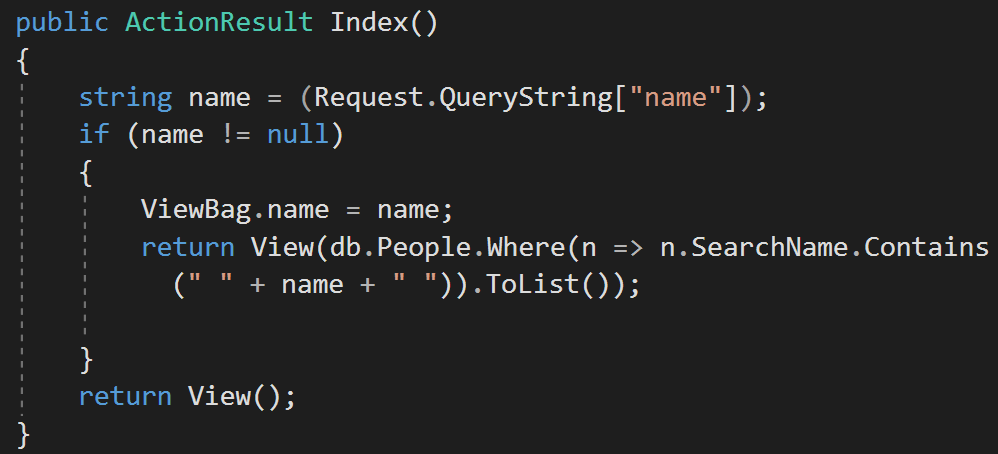 public ActionResult Index()
{
    string name = (Request.QueryString["name"]);
    if (name != null)
    {
        ViewBag.name = name;
        return View(db.People.Where(n => n.SearchName.Contains
          (" " + name + " ")).ToList());
    }
    return View();
}